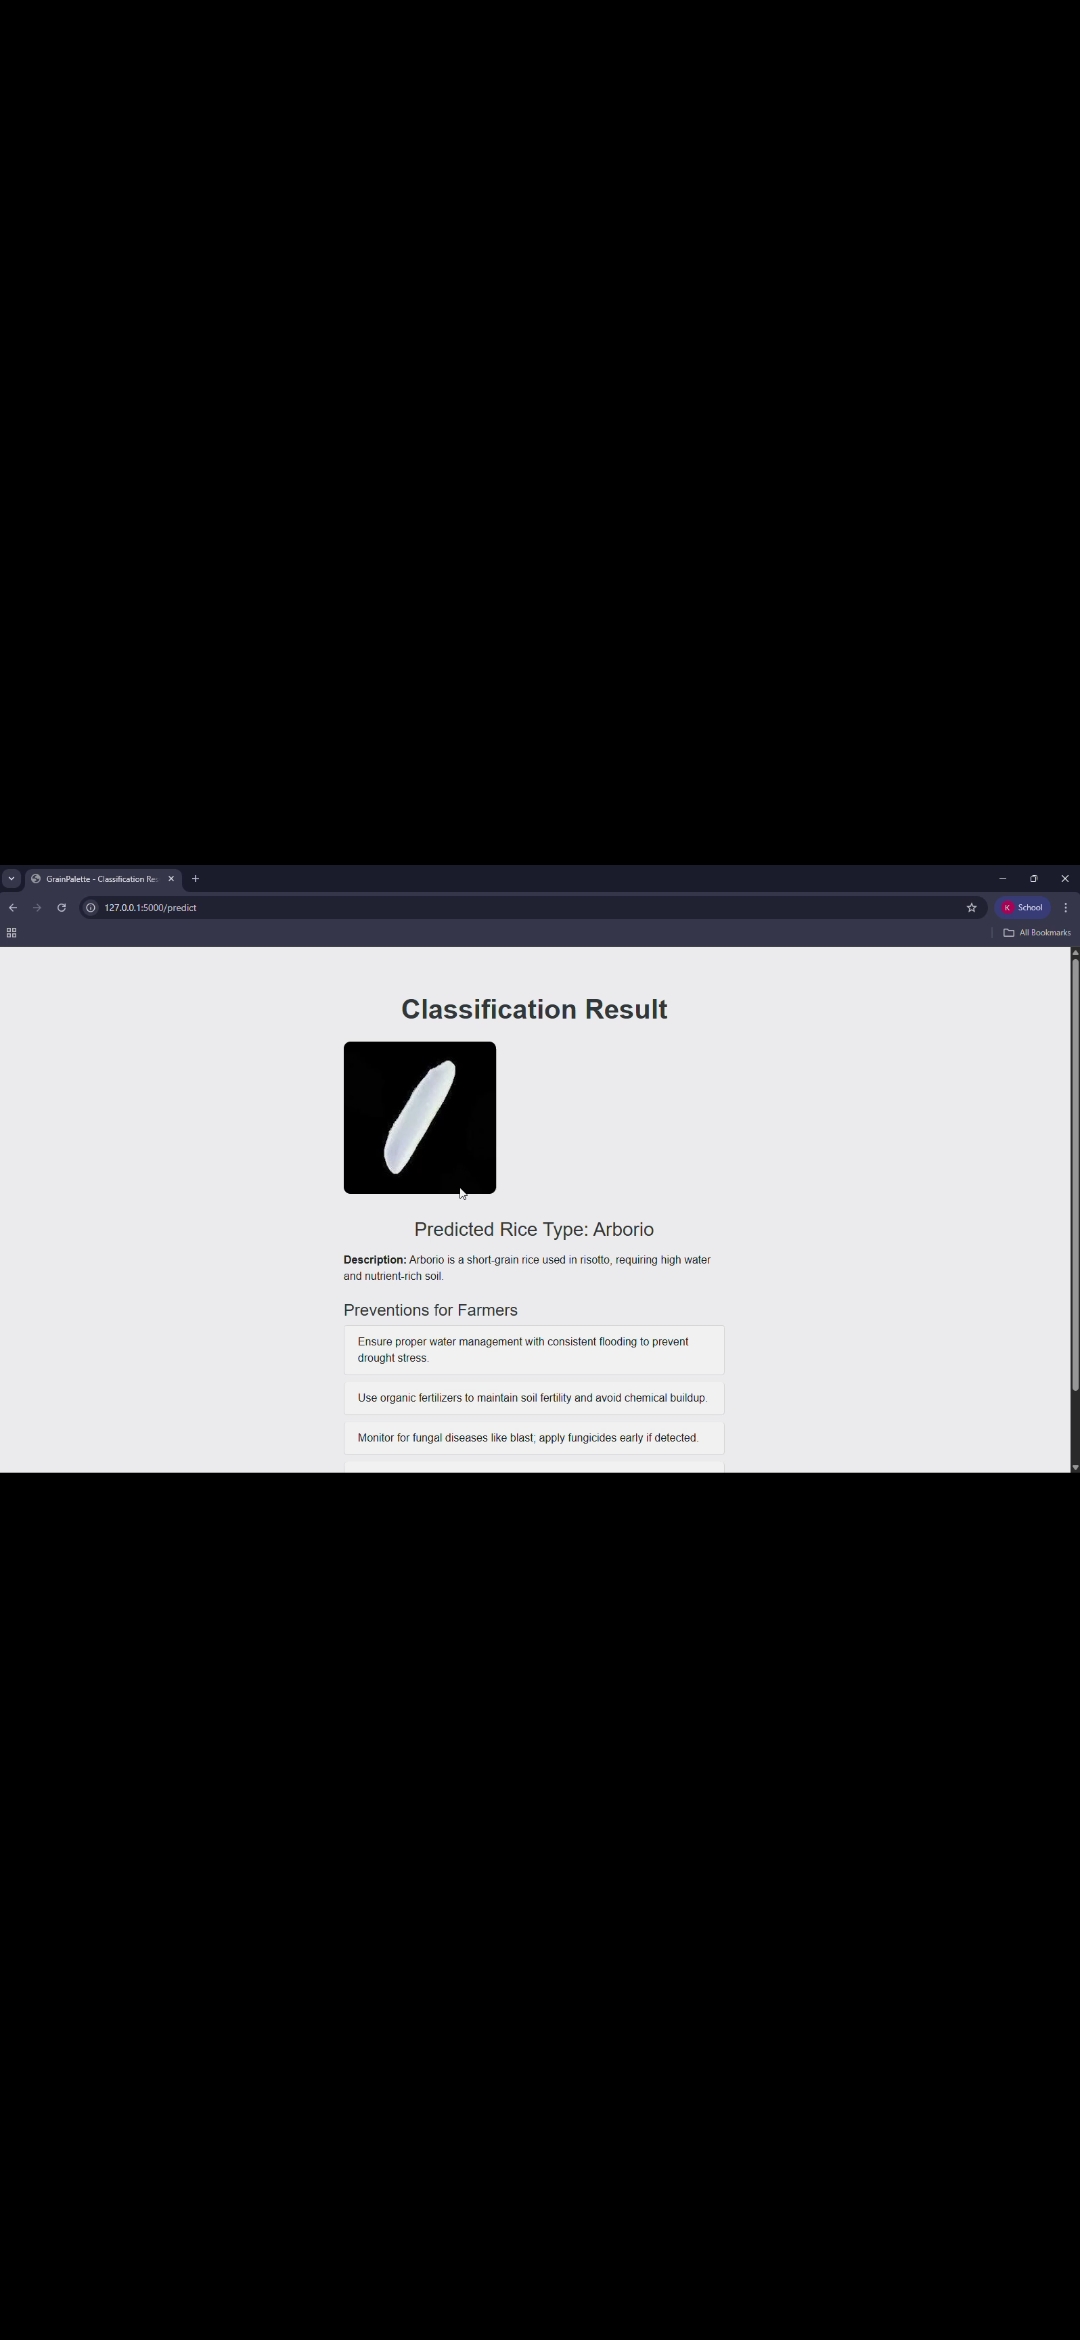 GrainPalette - Classification Res
127.0.0.1:5000/predict
K School
All Bookmarks
Classification Result
Predicted Rice Type: Arborio
Description: Arborio is a short-grain rice used in risotto, requiring high water
and nutrient-rich soil.
Preventions for Farmers
Ensure proper water management with consistent flooding to prevent
drought stress.
Use organic fertilizers to maintain soil fertility and avoid chemical buildup.
Monitor for fungal diseases like blast; apply fungicides early if detected.